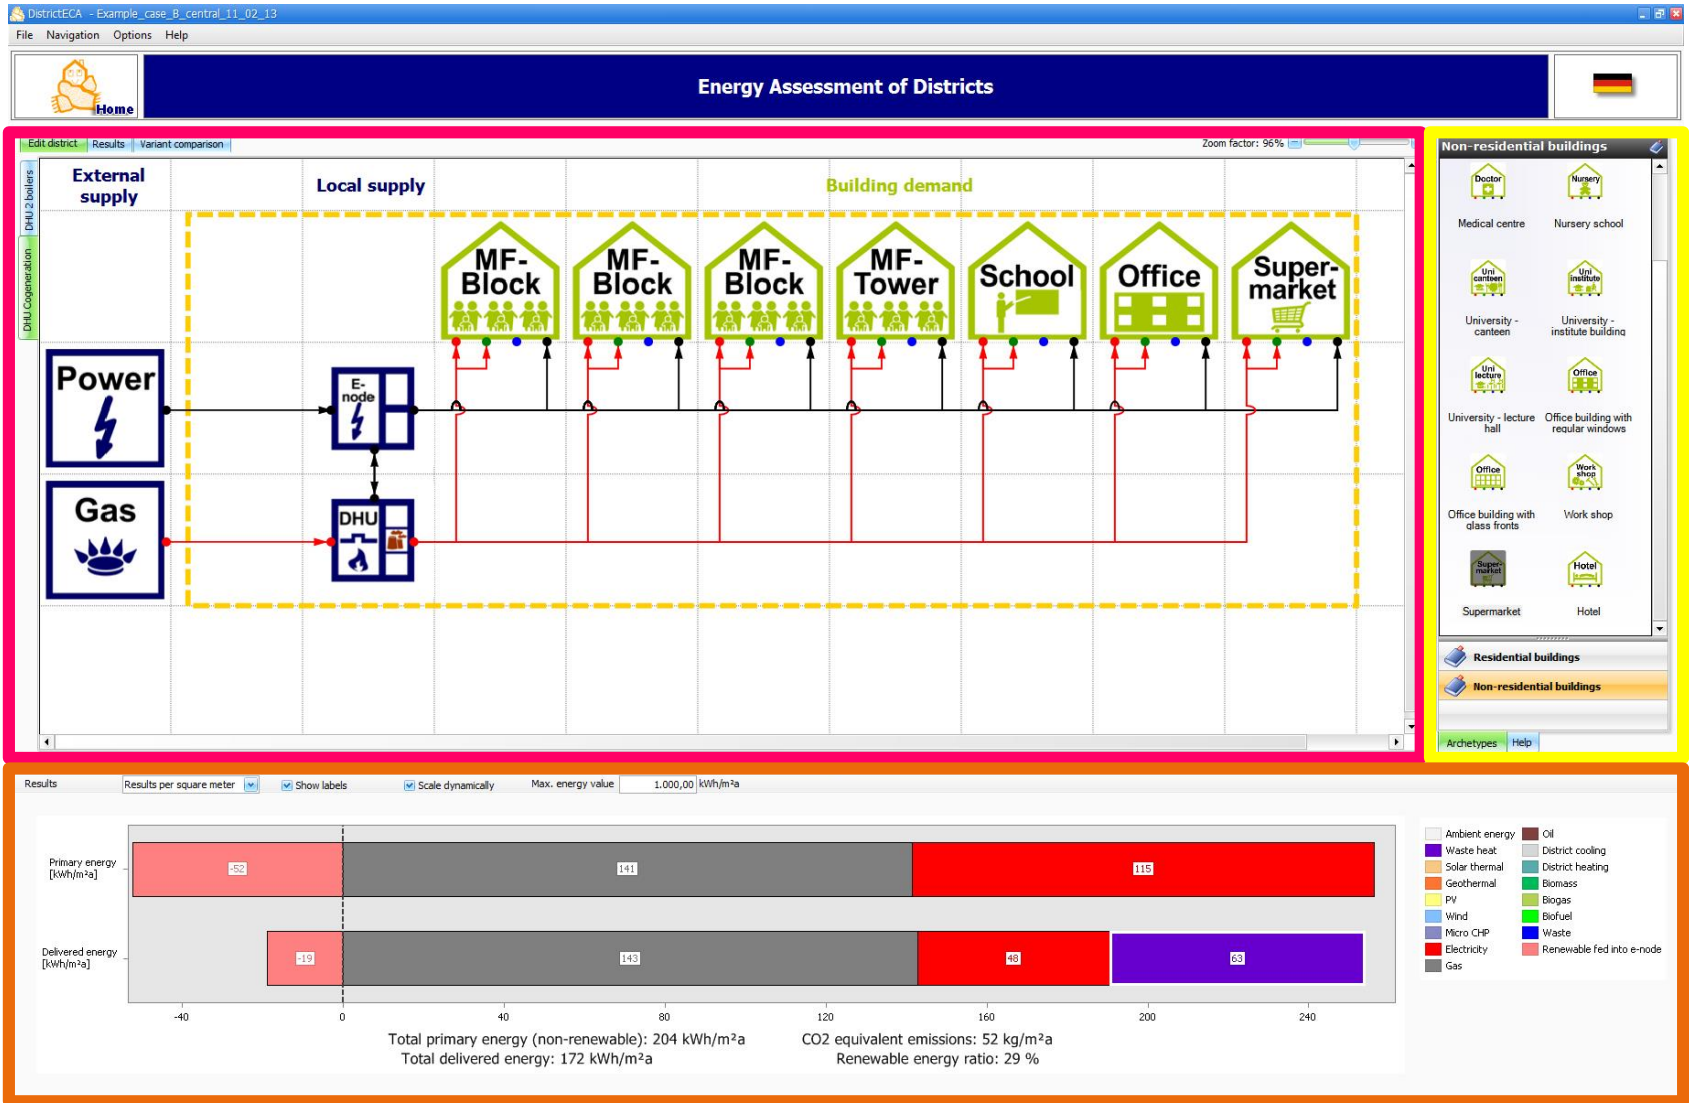 DistrictECA - Example_case_B_central_11_02_13
File Navigation Options Help
Home
Energy Assessment of Districts
Edit district Results Variant comparison
Zoom factor: 96%
DHU 2 boilers
DHU Cogeneration
External
supply
Local supply
Building demand
MF-
Block
MF-
Block
MF-
Block
MF-
Tower
School
Office
Super-
market
Power
E-
node
Gas
DHU
Non-residential buildings
Doctor
Nursery
Medical centre
Nursery school
Uni
canteen
Uni
institute
University -
canteen
University -
institute building
Uni
lecture
Office
University - lecture
hall
Office building with
regular windows
Office
Work
shop
Office building with
glass fronts
Work shop
Super-
market
Hotel
Supermarket
Hotel
Residential buildings
Non-residential buildings
Archetypes Help
Results
Results per square meter
Show labels
Scale dynamically
Max. energy value
1.000,00 kWh/m²a
Primary energy
[kWh/m²a]
-52
141
115
Delivered energy
[kWh/m²a]
-19
143
48
63
-40 0 40 80 120 160 200 240
Total primary energy (non-renewable): 204 kWh/m²a
CO2 equivalent emissions: 52 kg/m²a
Total delivered energy: 172 kWh/m²a
Renewable energy ratio: 29 %
Ambient energy
Waste heat
Solar thermal
Geothermal
PV
Wind
Micro CHP
Electricity
Gas
Oil
District cooling
District heating
Biomass
Biogas
Biofuel
Waste
Renewable fed into e-node